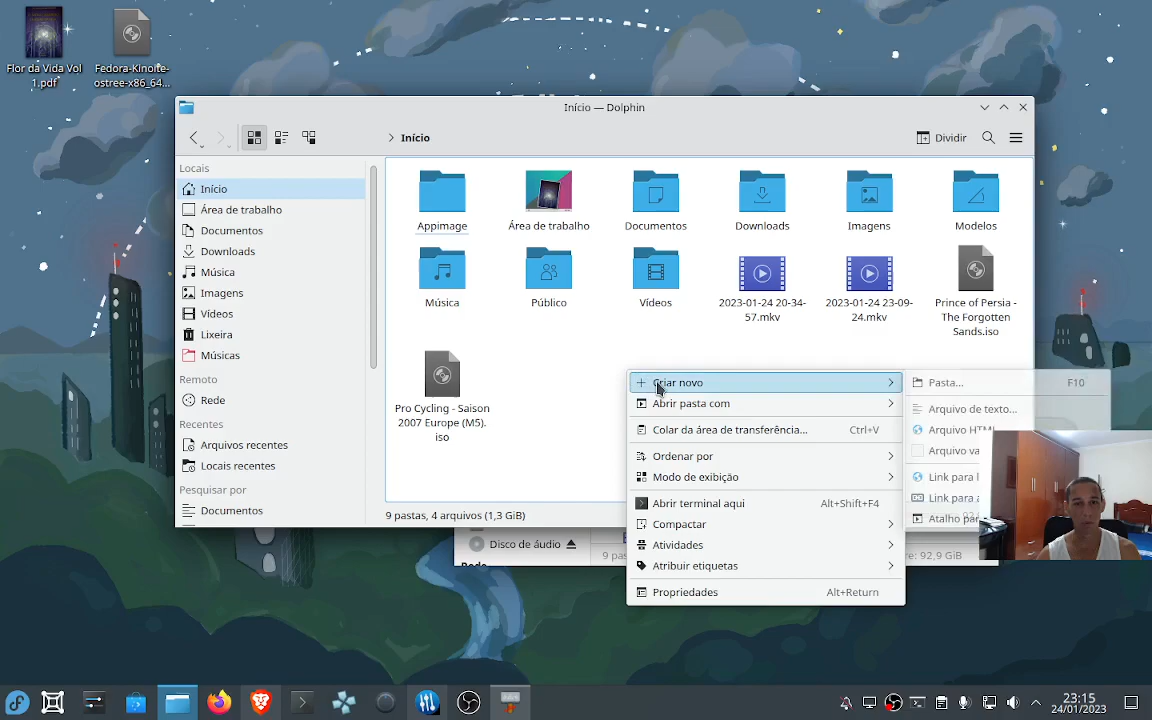 Flor da Vida Vol
1.pdf
Fedora-Kinoite-
ostree-x86_64...
Início — Dolphin
Início
Dividir
Locais
Início
Área de trabalho
Documentos
Downloads
Música
Imagens
Vídeos
Lixeira
Músicas
Remoto
Rede
Recentes
Arquivos recentes
Locais recentes
Pesquisar por
Documentos
Appimage
Área de trabalho
Documentos
Downloads
Imagens
Modelos
Música
Público
Vídeos
2023-01-24 20-34-
57.mkv
2023-01-24 23-09-
24.mkv
Prince of Persia -
The Forgotten
Sands.iso
Pro Cycling - Saison
2007 Europe (M5).
iso
9 pastas, 4 arquivos (1,3 GiB)
Criar novo
Abrir pasta com
Colar da área de transferência... Ctrl+V
Ordenar por
Modo de exibição
Abrir terminal aqui Alt+Shift+F4
Compactar
Atividades
Atribuir etiquetas
Propriedades Alt+Return
Pasta... F10
Arquivo de texto...
Arquivo HTML
Arquivo va
Link para l
Link para a
Atalho par
Disco de áudio
9 pas
re: 92,9 GiB
Rede
23:15
24/01/2023